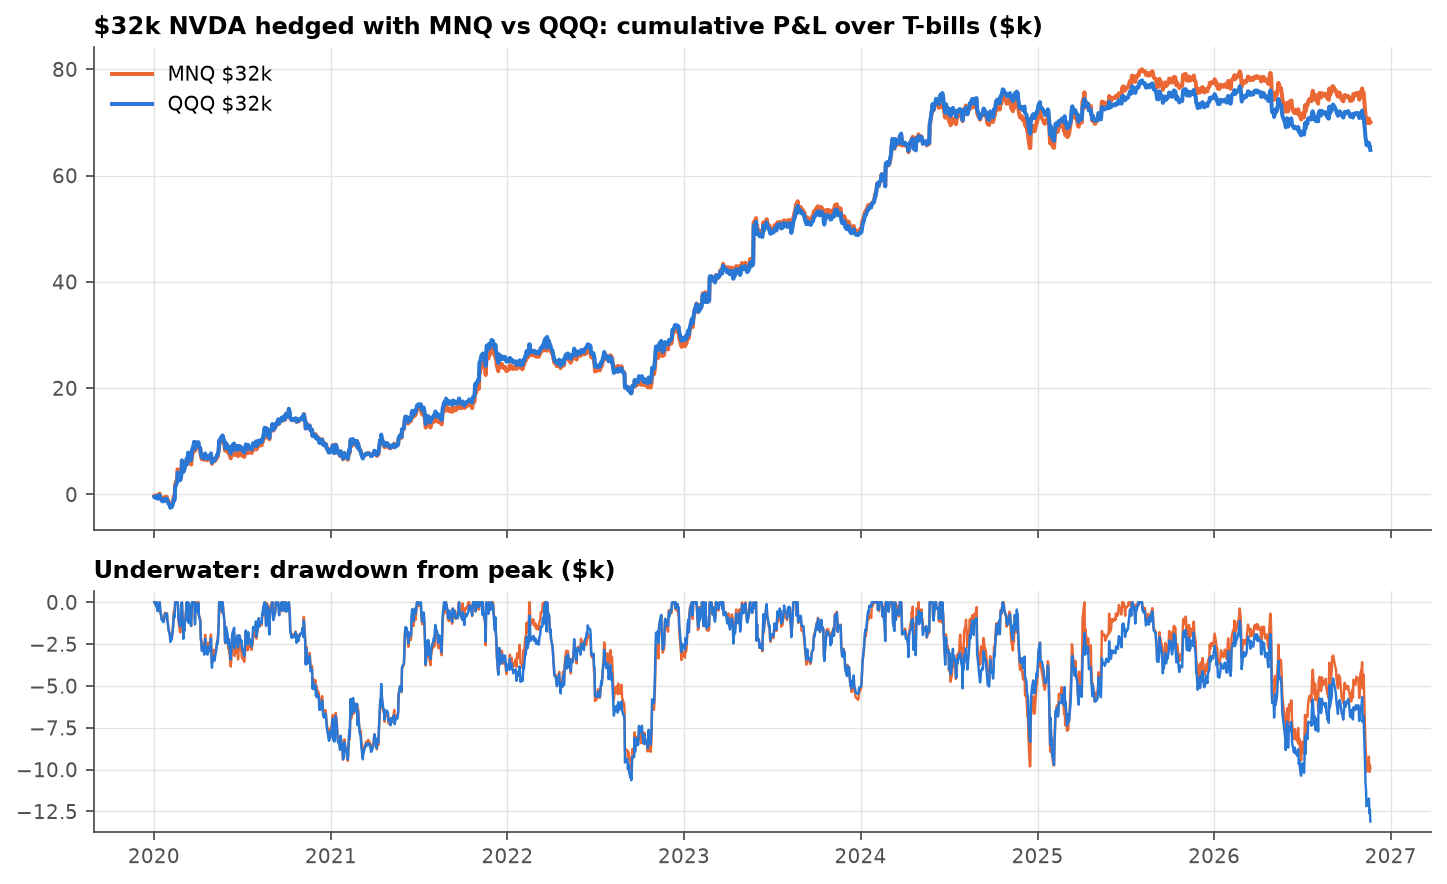 $32k NVDA hedged with MNQ vs QQQ: cumulative P&L over T-bills ($k)
MNQ $32k
QQQ $32k
80
60
40
20
0
Underwater: drawdown from peak ($k)
0.0
−2.5
−5.0
−7.5
−10.0
−12.5
2020 2021 2022 2023 2024 2025 2026 2027